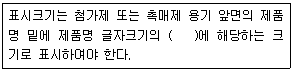 표시크기는 첨가제 또는 촉매제 용기 앞면의 제품
명 밑에 제품명 글자크기의 (   )에 해당하는 크
기로 표시하여야 한다.